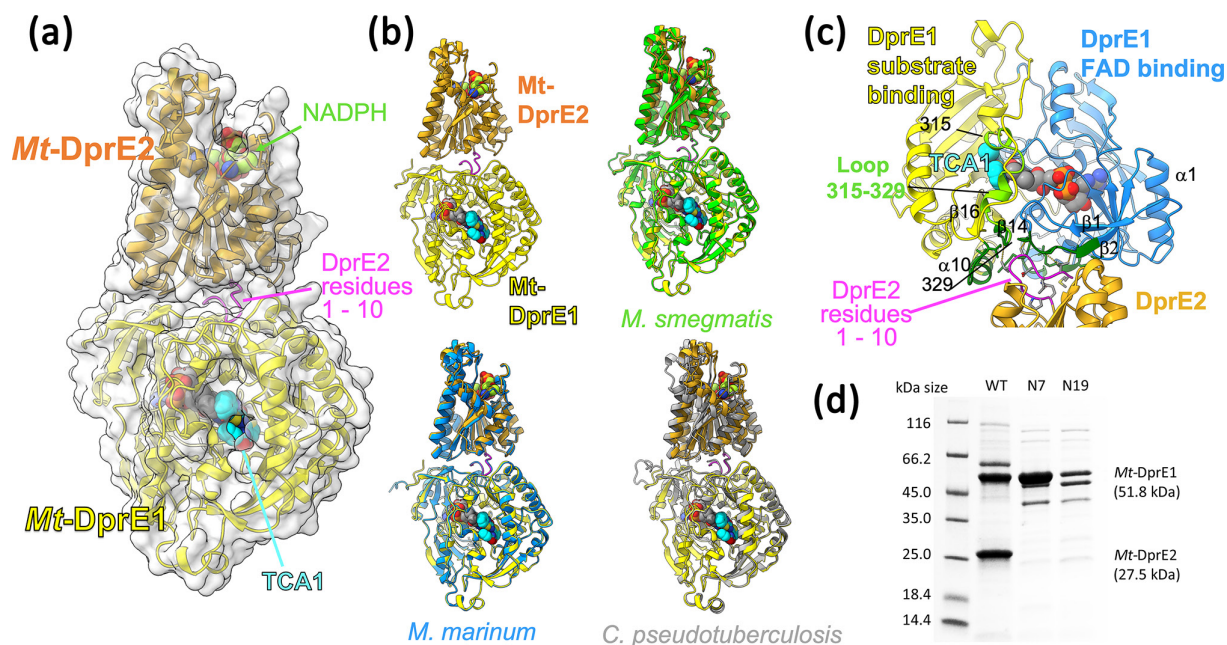 (a)
NADPH
Mt-DprE2
DprE2
residues
1 - 10
Mt-DprE1
TCA1
(b)
Mt-
DprE2
Mt-
DprE1
M. smegmatis
M. marinum
C. pseudotuberculosis
(c)
DprE1
substrate
binding
DprE1
FAD binding
315
TCA1
Loop
315-329
α1
β16
β14
β1
β2
α10
329
DprE2
residues
1 - 10
DprE2
(d)
kDa size
WT
N7
N19
116
66.2
45.0
35.0
25.0
18.4
14.4
Mt-DprE1
(51.8 kDa)
Mt-DprE2
(27.5 kDa)